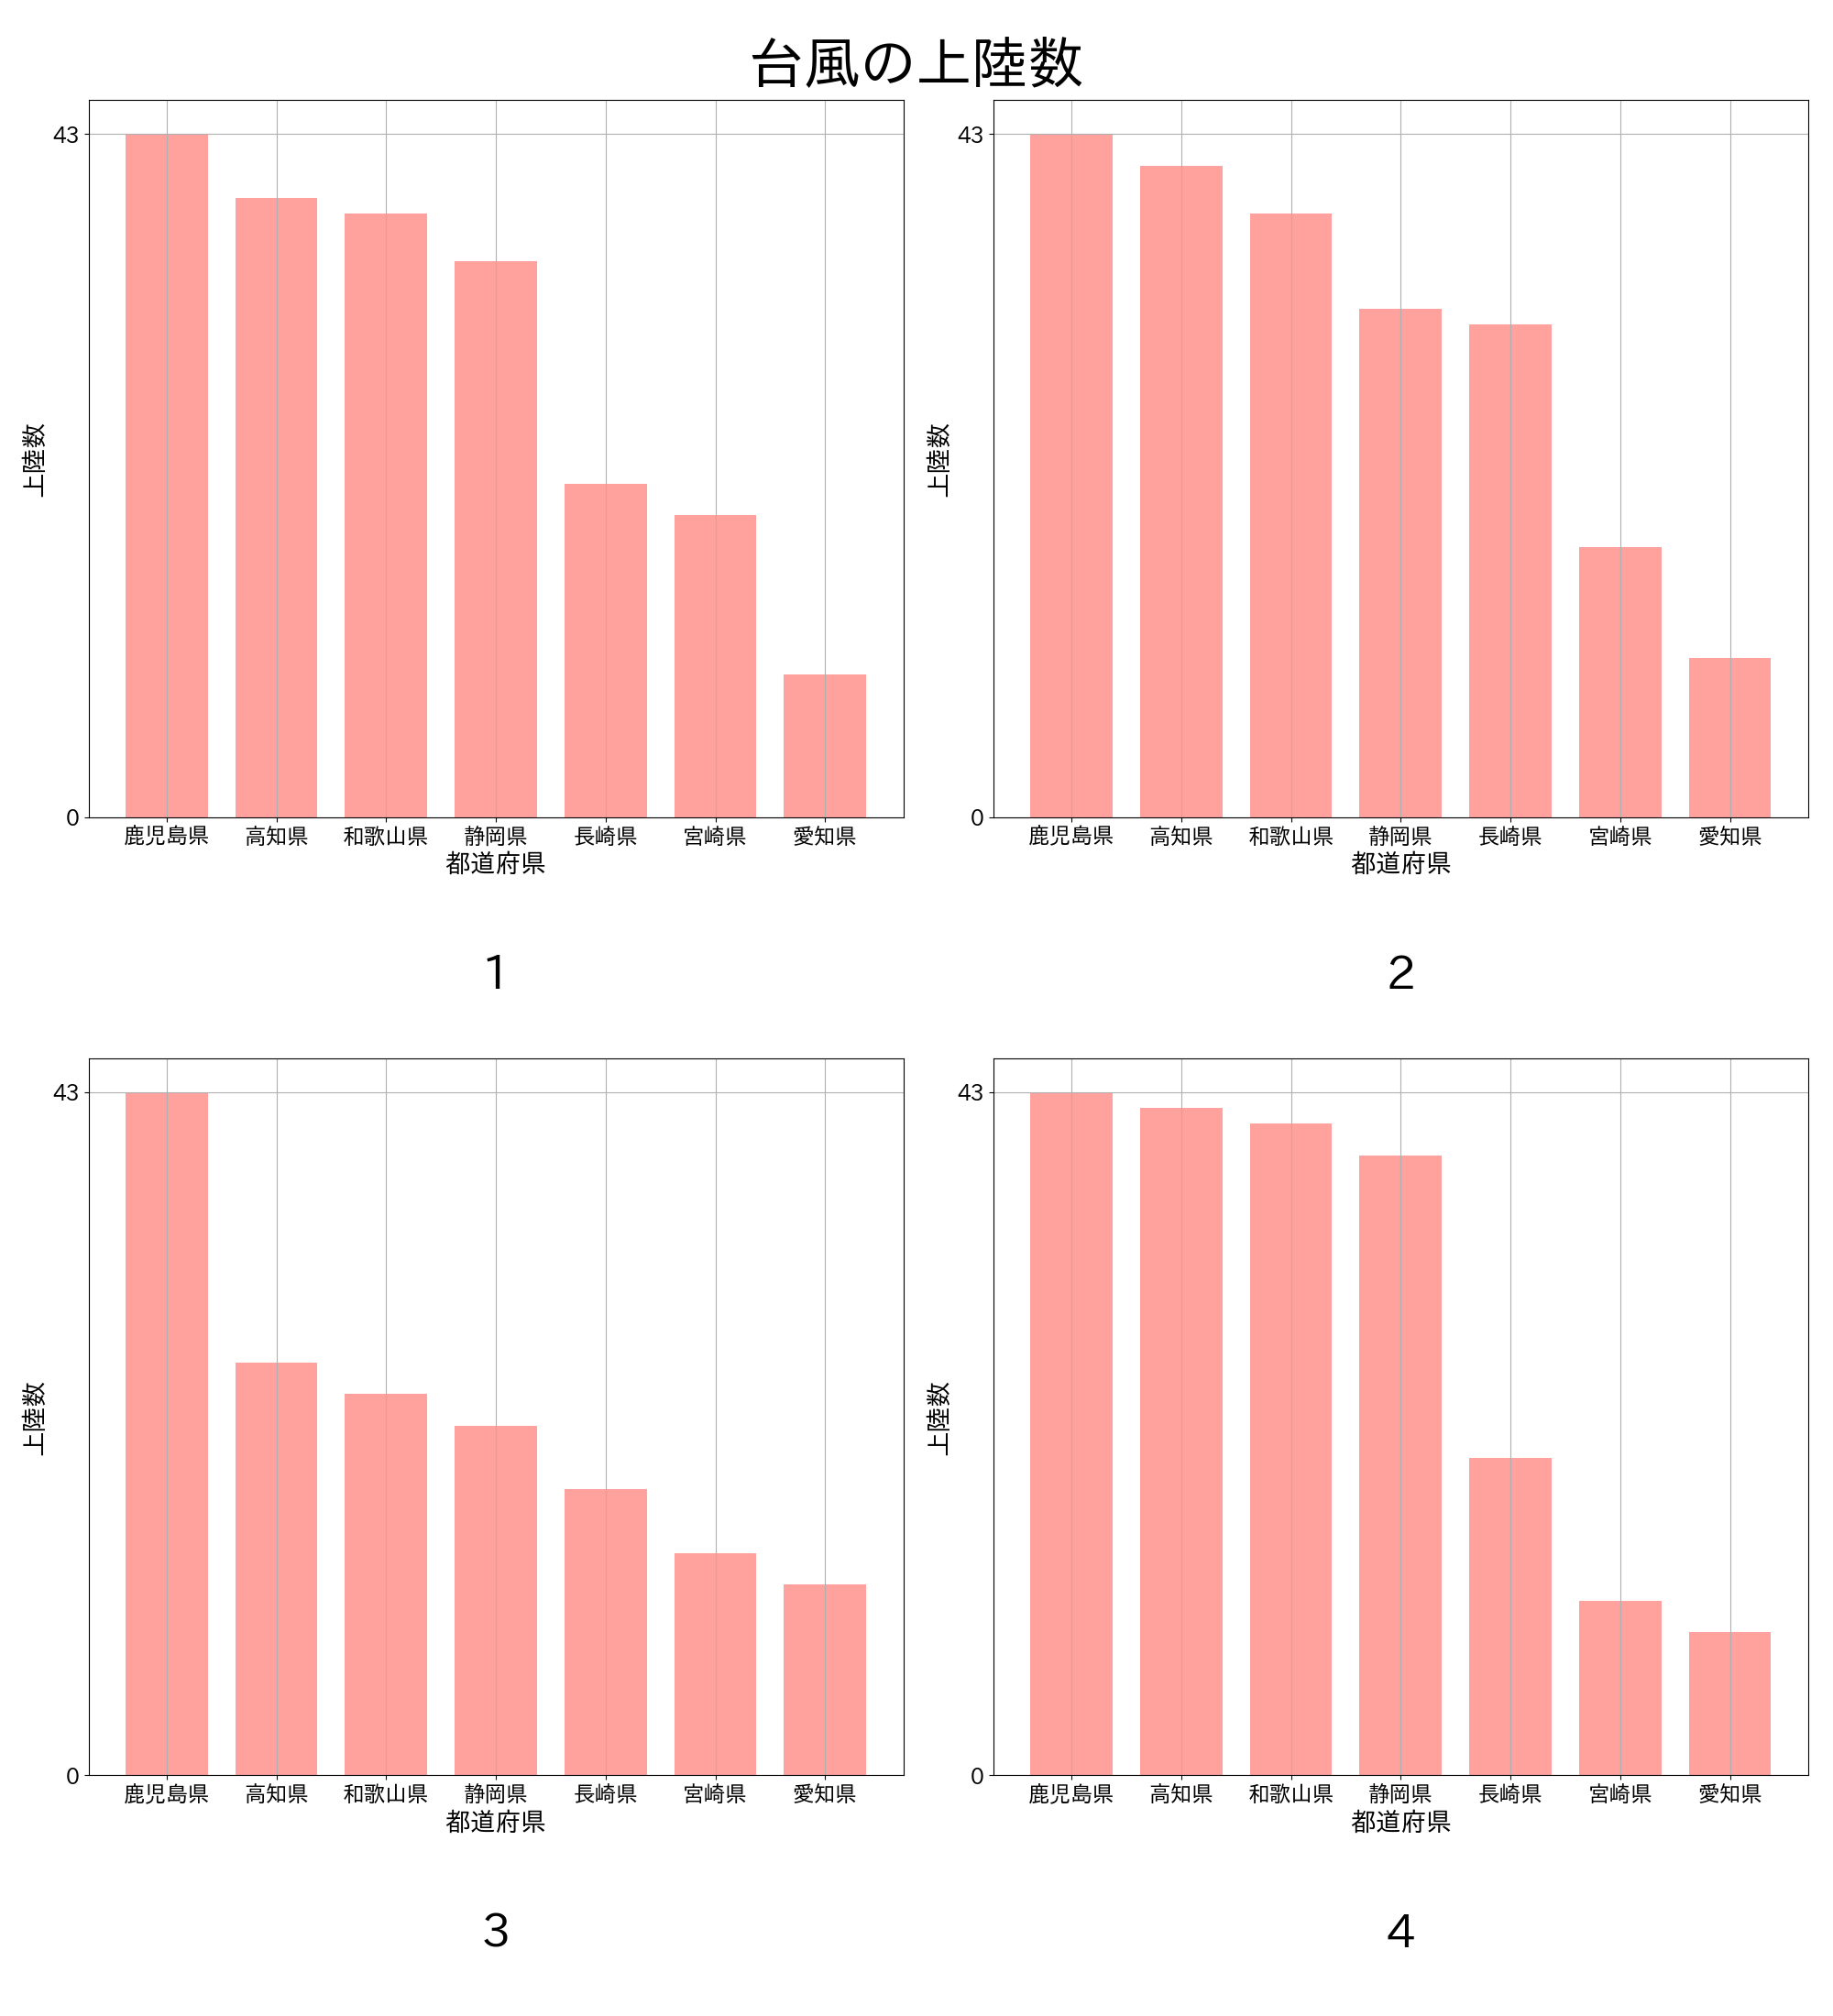 台風の上陸数
43
0
上陸数
鹿児島県 高知県 和歌山県 静岡県 長崎県 宮崎県 愛知県
都道府県
1
43
0
上陸数
鹿児島県 高知県 和歌山県 静岡県 長崎県 宮崎県 愛知県
都道府県
2
43
0
上陸数
鹿児島県 高知県 和歌山県 静岡県 長崎県 宮崎県 愛知県
都道府県
3
43
0
上陸数
鹿児島県 高知県 和歌山県 静岡県 長崎県 宮崎県 愛知県
都道府県
4